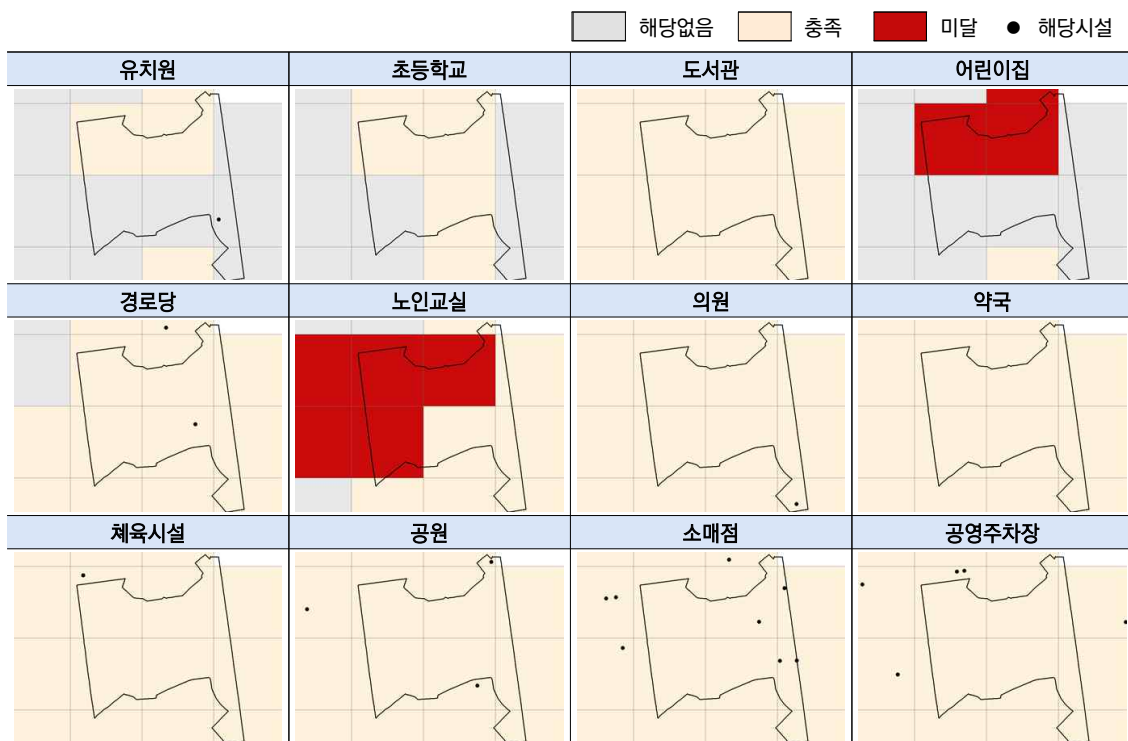 해당없음 충족 미달 해당시설
유치원 초등학교 도서관 어린이집
경로당 노인교실 의원 약국
체육시설 공원 소매점 공영주차장